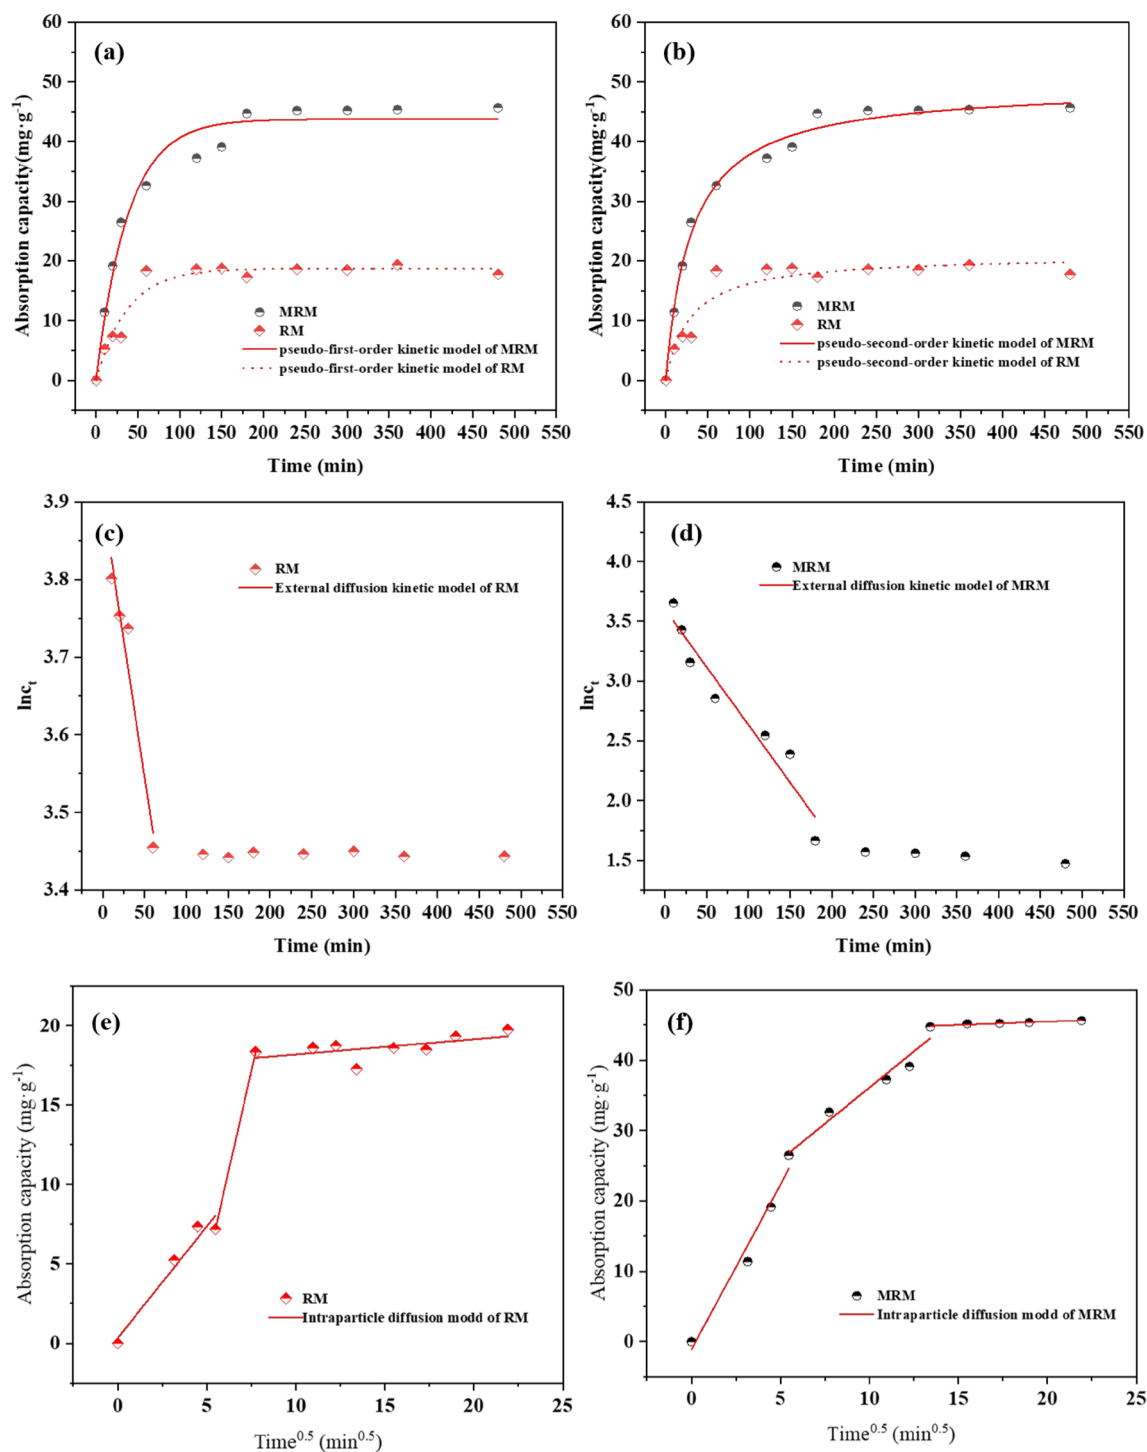 (a)
60
50
40
30
20
10
0
Absorption capacity(mg·g⁻¹)
MRM
RM
pseudo-first-order kinetic model of MRM
pseudo-first-order kinetic model of RM
0 50 100 150 200 250 300 350 400 450 500 550
Time (min)
(b)
60
50
40
30
20
10
0
Absorption capacity(mg·g⁻¹)
MRM
RM
pseudo-second-order kinetic model of MRM
pseudo-second-order kinetic model of RM
0 50 100 150 200 250 300 350 400 450 500 550
Time (min)
(c)
3.9
3.8
3.7
3.6
3.5
3.4
lncₜ
RM
External diffusion kinetic model of RM
0 50 100 150 200 250 300 350 400 450 500 550
Time (min)
(d)
4.5
4.0
3.5
3.0
2.5
2.0
1.5
lncₜ
MRM
External diffusion kinetic model of MRM
0 50 100 150 200 250 300 350 400 450 500 550
Time (min)
(e)
20
15
10
5
0
Absorption capacity (mg·g⁻¹)
RM
Intraparticle diffusion modd of RM
0 5 10 15 20 25
Time⁰·⁵ (min⁰·⁵)
(f)
50
40
30
20
10
0
Absorption capacity (mg·g⁻¹)
MRM
Intraparticle diffusion modd of MRM
0 5 10 15 20 25
Time⁰·⁵ (min⁰·⁵)